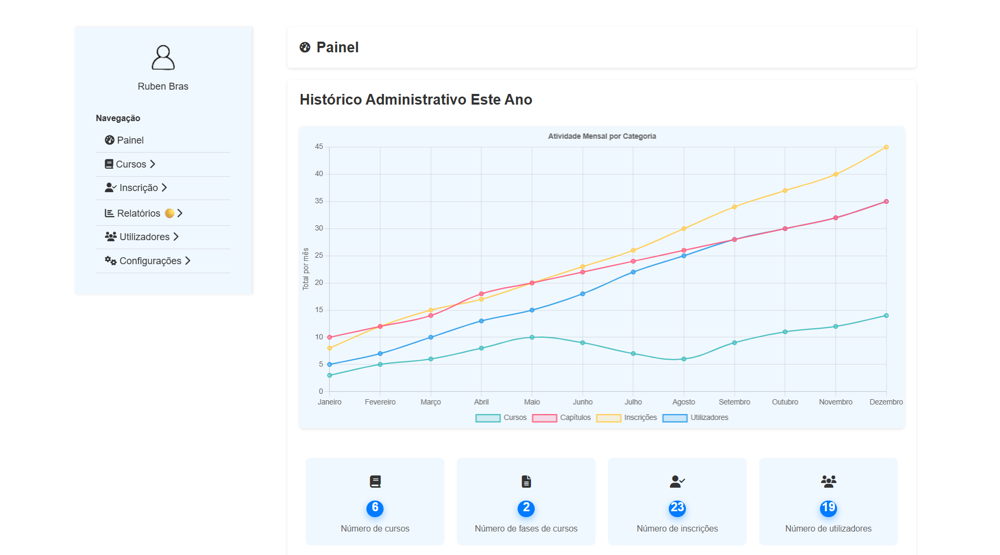 Ruben Bras
Navegação
Painel
Cursos
Inscrição
Relatórios
Utilizadores
Configurações
Painel
Histórico Administrativo Este Ano
Atividade Mensal por Categoria
Total por mês
45
40
35
30
25
20
15
10
5
0
Janeiro Fevereiro Março Abril Maio Junho Julho Agosto Setembro Outubro Novembro Dezembro
Cursos Capítulos Inscrições Utilizadores
6
Número de cursos
2
Número de fases de cursos
23
Número de inscrições
19
Número de utilizadores